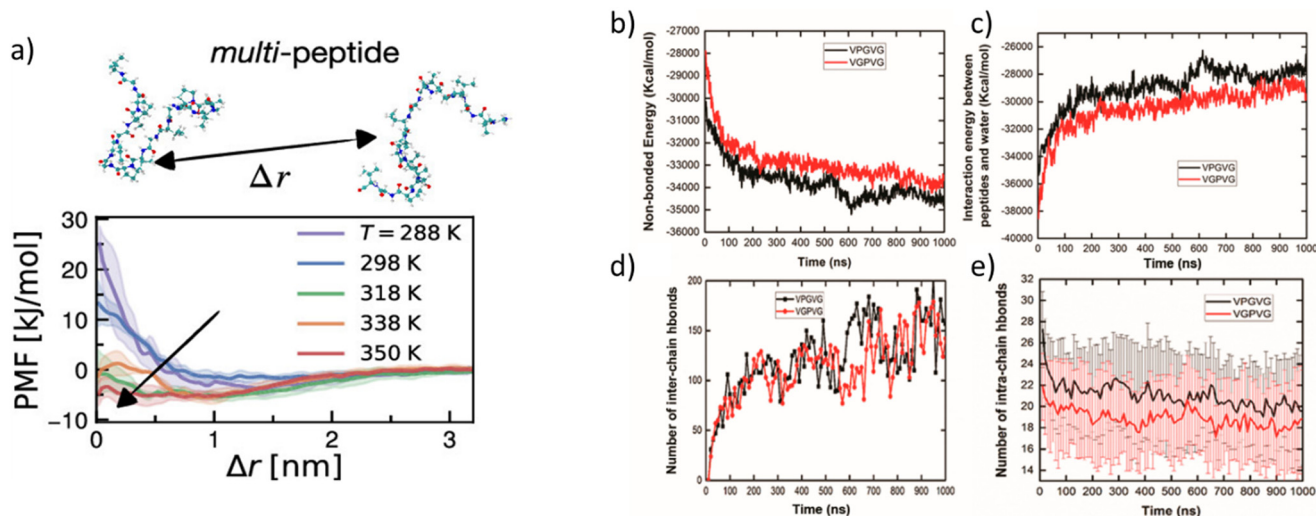 a)
multi-peptide
Δr
PMF [kJ/mol]
30
20
10
0
−5
−10
T = 288 K
298 K
318 K
338 K
350 K
0
1
2
3
Δr [nm]
b)
Non-bonded Energy (Kcal/mol)
-27000
-28000
-29000
-30000
-31000
-32000
-33000
-34000
-35000
-36000
VPGVG
VGPVG
0 100 200 300 400 500 600 700 800 900 1000
Time (ns)
c)
Interaction energy between
peptides and water (Kcal/mol)
-26000
-28000
-30000
-32000
-34000
-36000
-38000
-40000
VPGVG
VGPVG
0 100 200 300 400 500 600 700 800 900 1000
Time (ns)
d)
Number of inter-chain hbonds
200
150
100
50
0
VPGVG
VGPVG
0 100 200 300 400 500 600 700 800 900 1000
Time (ns)
e)
Number of intra-chain hbonds
32
30
28
26
24
22
20
18
16
14
VPGVG
VGPVG
0 100 200 300 400 500 600 700 800 900 1000
Time (ns)